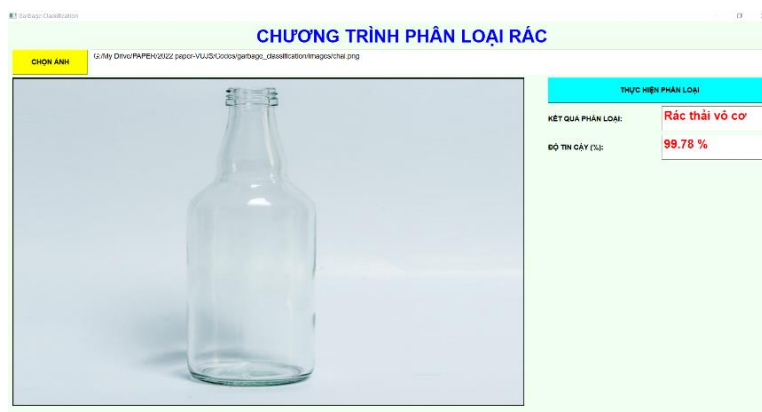 Garbage Classification
CHƯƠNG TRÌNH PHÂN LOẠI RÁC
CHỌN ẢNH
G:/My Drive/PAPER/2022 paper-VUJS/Codes/garbage_classification/images/chai.png
THỰC HIỆN PHÂN LOẠI
KẾT QUẢ PHÂN LOẠI:
Rác thải vô cơ
ĐỘ TIN CẬY (%):
99.78 %